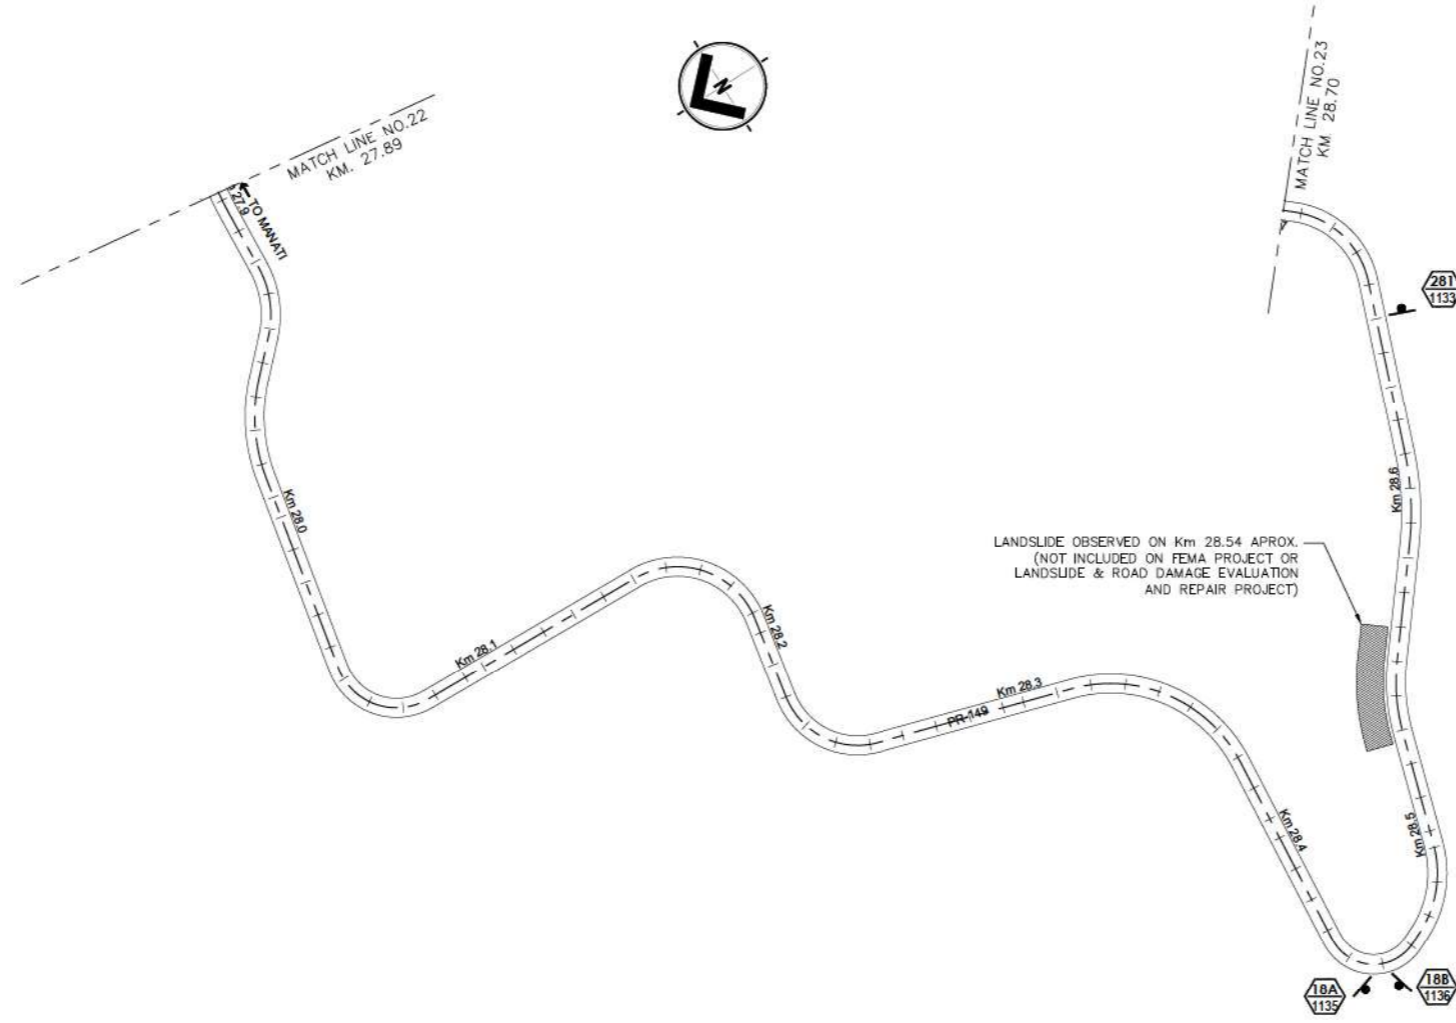 N
MATCH LINE NO.22
KM. 27.89
27.9
TO MANATI
MATCH LINE NO.23
KM. 28.70
281
1133
Km 28.0
Km 28.6
LANDSLIDE OBSERVED ON Km 28.54 APROX.
(NOT INCLUDED ON FEMA PROJECT OR
LANDSLIDE & ROAD DAMAGE EVALUATION
AND REPAIR PROJECT)
Km 28.1
Km 28.2
Km 28.3
PR-149
Km 28.4
Km 28.5
18A
1135
18B
1136